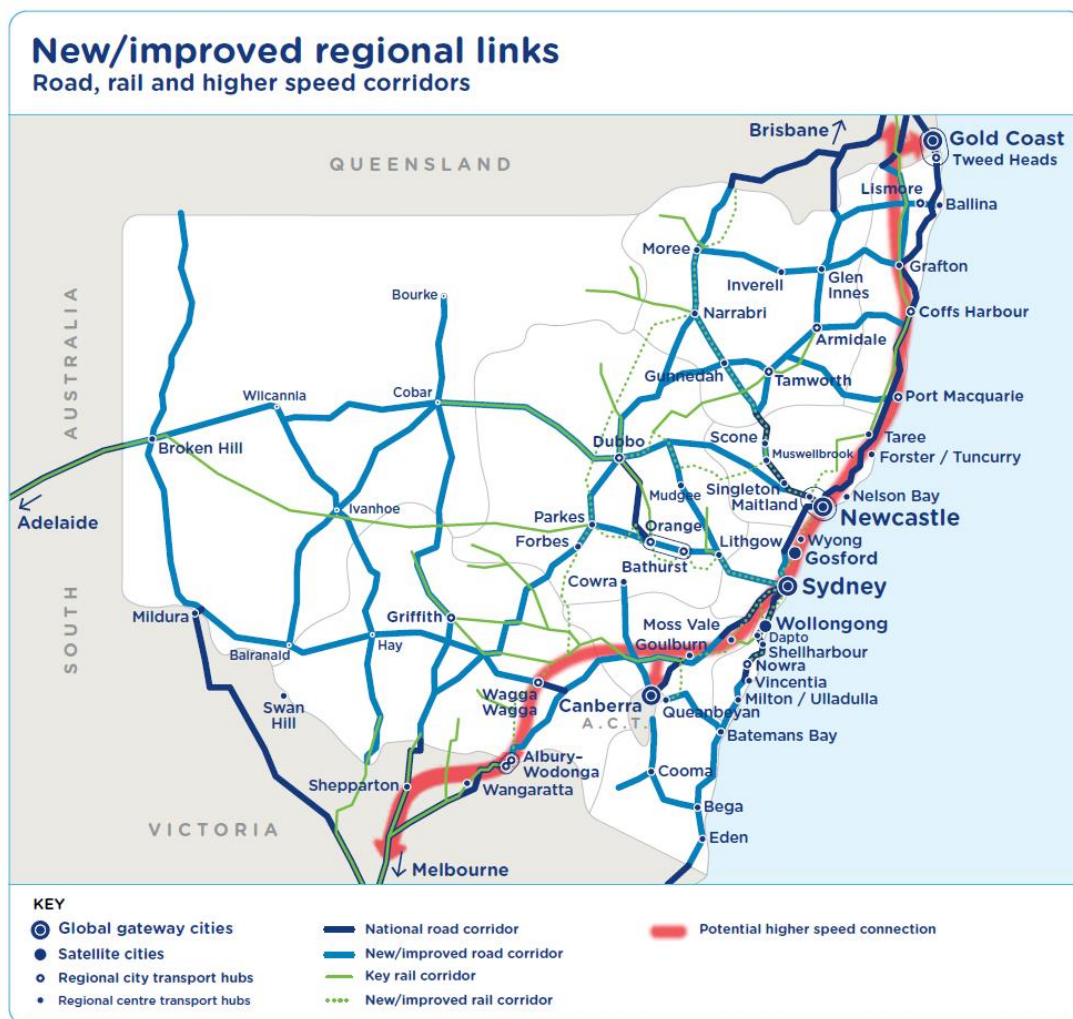 New/improved regional links
Road, rail and higher speed corridors
Brisbane
Gold Coast
QUEENSLAND
Tweed Heads
Lismore
Ballina
Moree
Grafton
Inverell
Glen
Innes
Bourke
Narrabri
Coffs Harbour
Armidale
SOUTH AUSTRALIA
Gunnedah
Tamworth
Wilcannia
Cobar
Port Macquarie
Broken Hill
Dubbo
Scone
Taree
Muswellbrook
Forster / Tuncurry
Adelaide
Mudgee
Singleton
Maitland
Nelson Bay
Ivanhoe
Parkes
Orange
Newcastle
Forbes
Lithgow
Wyong
Gosford
Bathurst
Cowra
Sydney
Mildura
Griffith
Moss Vale
Wollongong
Goulburn
Dapto
Balranald
Hay
Shellharbour
Nowra
Vincentia
Swan
Hill
Wagga
Wagga
Canberra
Queanbeyan
Milton / Ulladulla
A.C.T.
Batemans Bay
Albury–
Wodonga
Shepparton
Wangaratta
Cooma
Bega
VICTORIA
Eden
Melbourne
KEY
Global gateway cities
Satellite cities
Regional city transport hubs
Regional centre transport hubs
National road corridor
New/improved road corridor
Key rail corridor
New/improved rail corridor
Potential higher speed connection